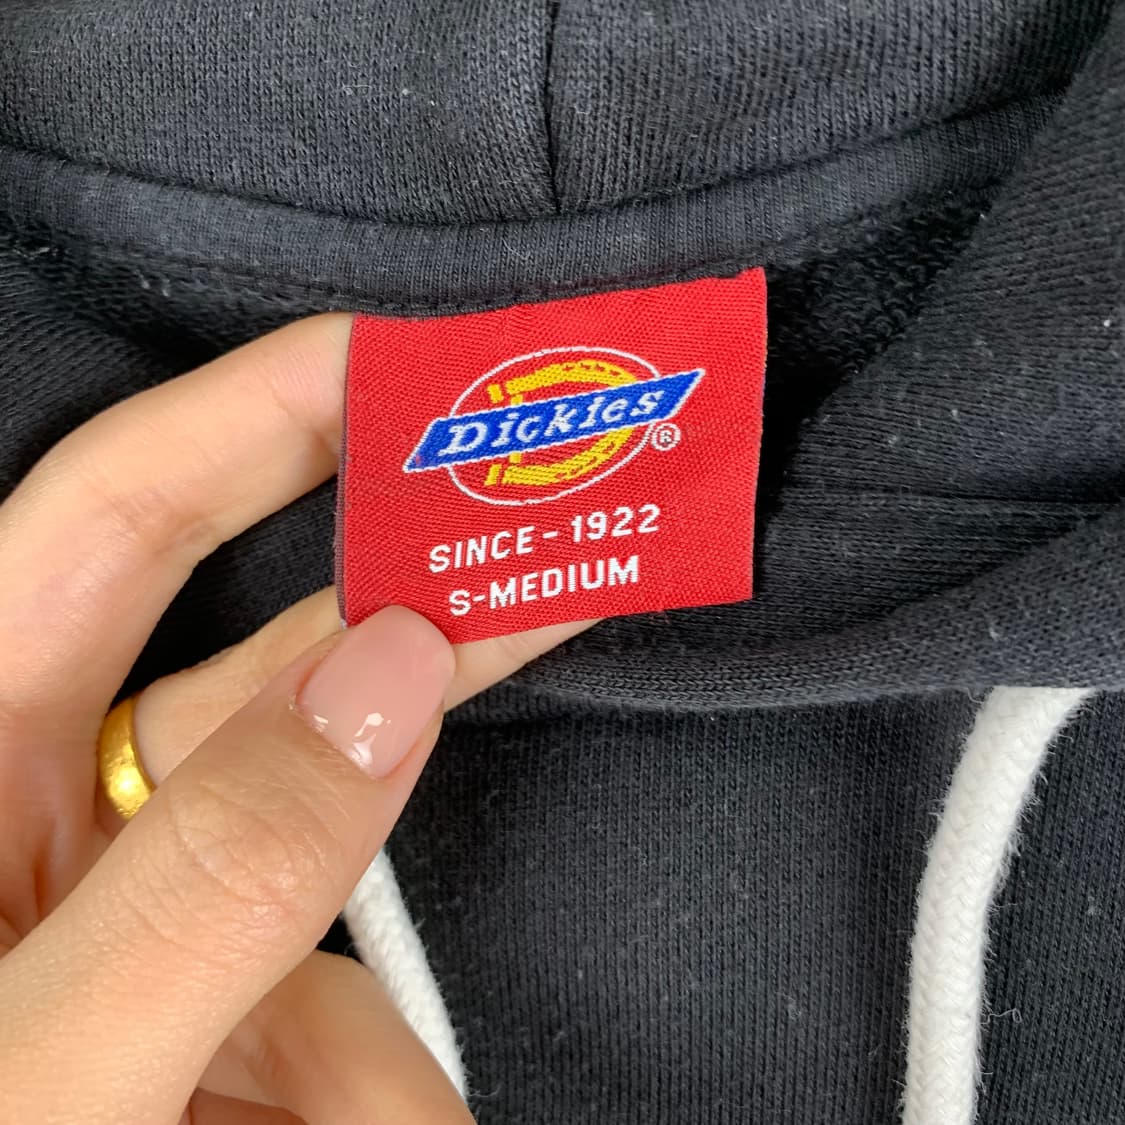 Dickies
®
SINCE - 1922
S-MEDIUM